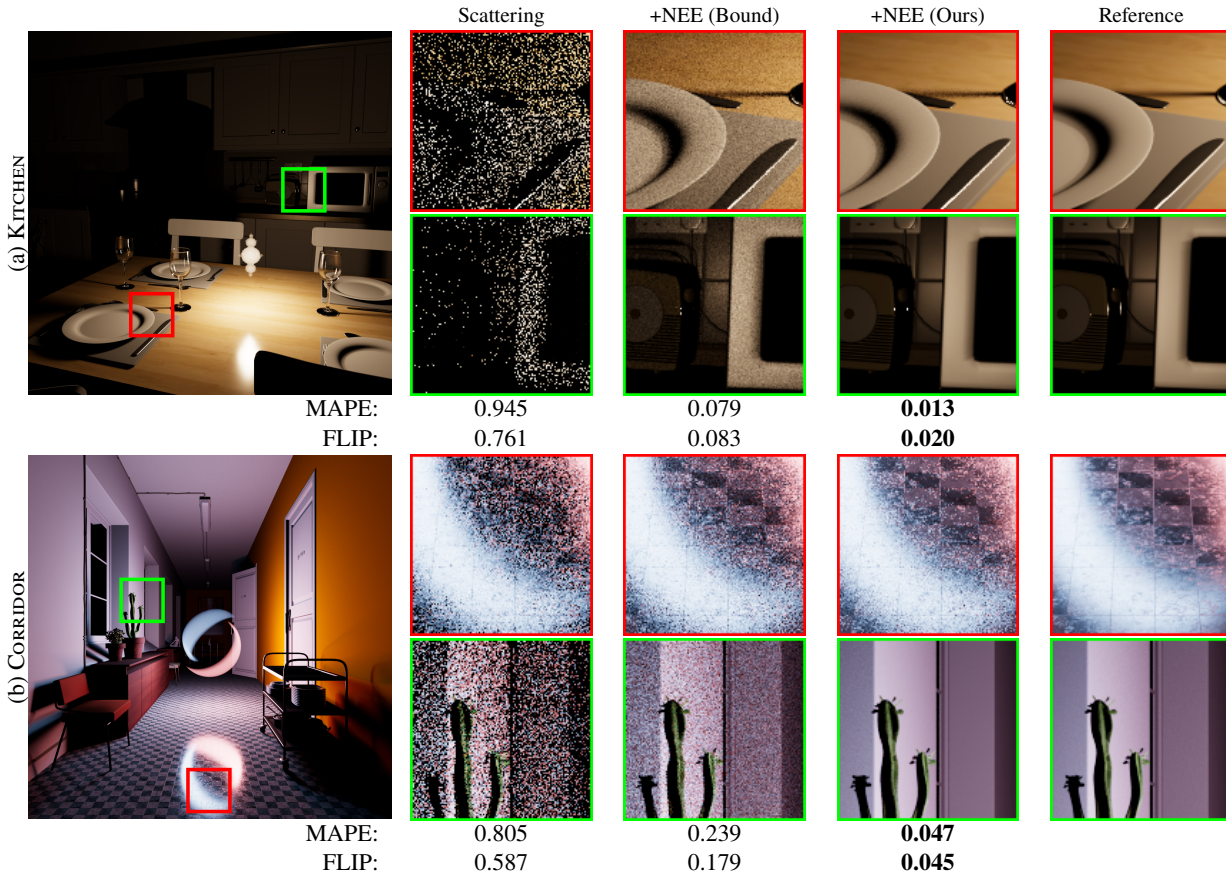 Scattering +NEE (Bound) +NEE (Ours) Reference
(a) KITCHEN
MAPE: 0.945 0.079 0.013
FLIP: 0.761 0.083 0.020
(b) CORRIDOR
MAPE: 0.805 0.239 0.047
FLIP: 0.587 0.179 0.045